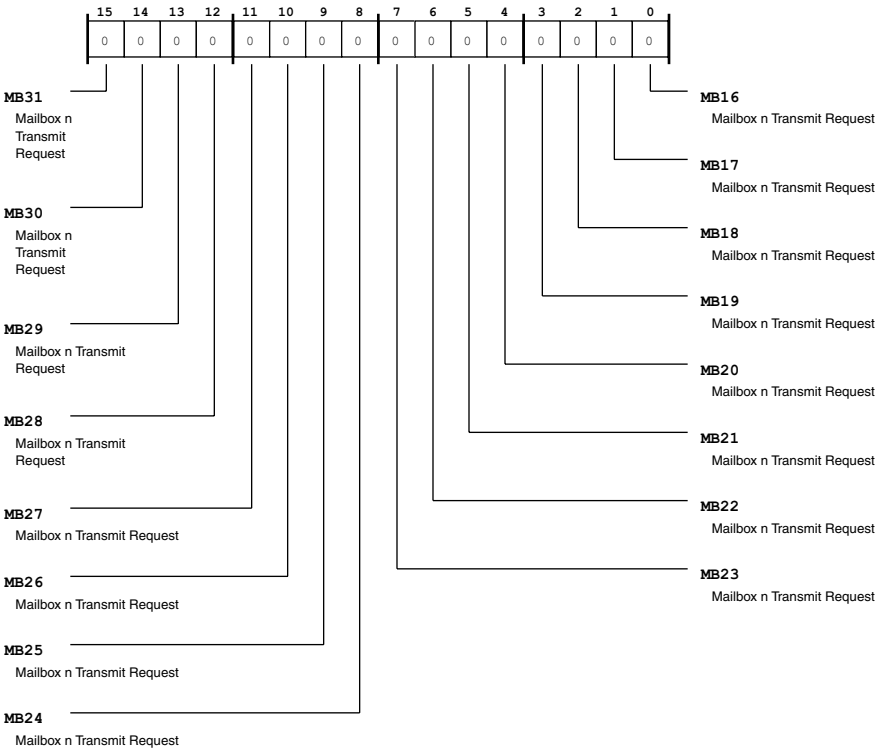 15 14 13 12 11 10 9 8 7 6 5 4 3 2 1 0
0 0 0 0 0 0 0 0 0 0 0 0 0 0 0 0
MB31
Mailbox n
Transmit
Request
MB30
Mailbox n
Transmit
Request
MB29
Mailbox n Transmit
Request
MB28
Mailbox n Transmit
Request
MB27
Mailbox n Transmit Request
MB26
Mailbox n Transmit Request
MB25
Mailbox n Transmit Request
MB24
Mailbox n Transmit Request
MB16
Mailbox n Transmit Request
MB17
Mailbox n Transmit Request
MB18
Mailbox n Transmit Request
MB19
Mailbox n Transmit Request
MB20
Mailbox n Transmit Request
MB21
Mailbox n Transmit Request
MB22
Mailbox n Transmit Request
MB23
Mailbox n Transmit Request